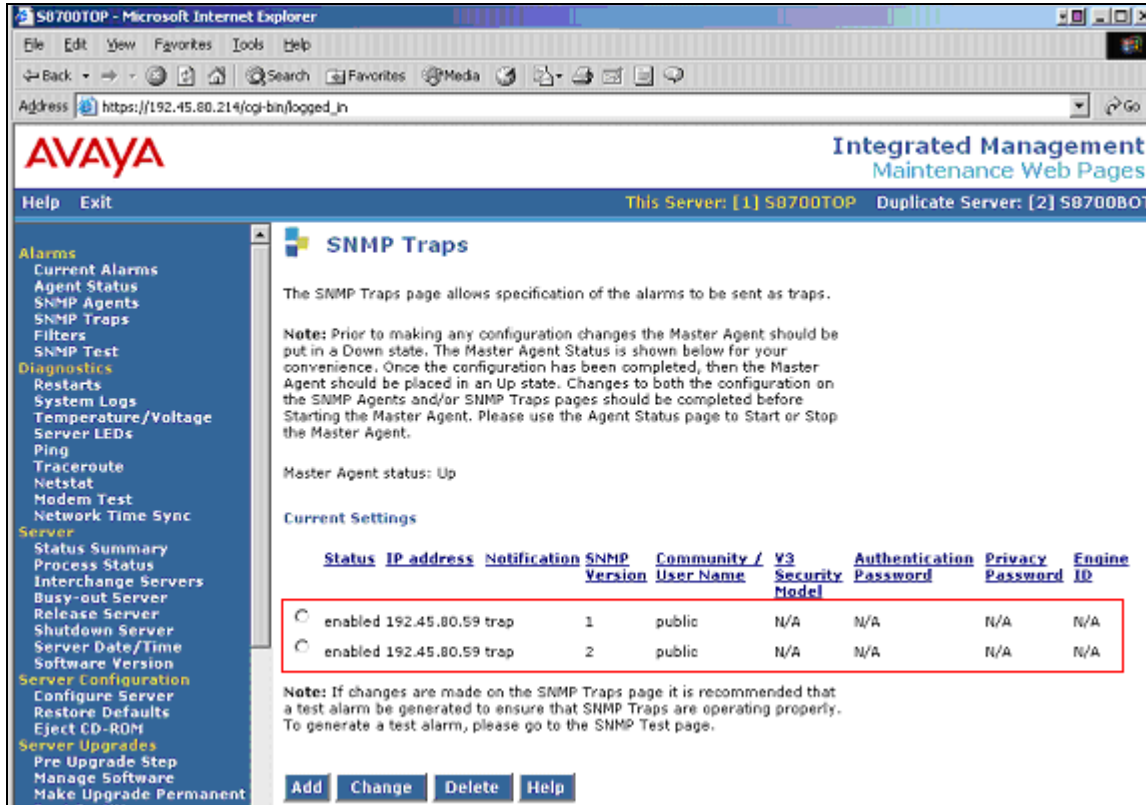 S8700TOP - Microsoft Internet Explorer
File Edit View Favorites Tools Help
Back Search Favorites Media
Address https://192.45.80.214/cgi-bin/logged_in Go
AVAYA
Integrated Management
Maintenance Web Pages
Help Exit
This Server: [1] S8700TOP Duplicate Server: [2] S8700BOT
Alarms
Current Alarms
Agent Status
SNMP Agents
SNMP Traps
Filters
SNMP Test
Diagnostics
Restarts
System Logs
Temperature/Voltage
Server LEDs
Ping
Traceroute
Netstat
Modem Test
Network Time Sync
Server
Status Summary
Process Status
Interchange Servers
Busy-out Server
Release Server
Shutdown Server
Server Date/Time
Software Version
Server Configuration
Configure Server
Restore Defaults
Eject CD-ROM
Server Upgrades
Pre Upgrade Step
Manage Software
Make Upgrade Permanent
SNMP Traps
The SNMP Traps page allows specification of the alarms to be sent as traps.
Note: Prior to making any configuration changes the Master Agent should be
put in a Down state. The Master Agent Status is shown below for your
convenience. Once the configuration has been completed, then the Master
Agent should be placed in an Up state. Changes to both the configuration on
the SNMP Agents and/or SNMP Traps pages should be completed before
Starting the Master Agent. Please use the Agent Status page to Start or Stop
the Master Agent.
Master Agent status: Up
Current Settings
Status IP address Notification SNMP Community / V3 Authentication Privacy Engine
Version User Name Security Password Password ID
Model
enabled 192.45.80.59 trap 1 public N/A N/A N/A N/A
enabled 192.45.80.59 trap 2 public N/A N/A N/A N/A
Note: If changes are made on the SNMP Traps page it is recommended that
a test alarm be generated to ensure that SNMP Traps are operating properly.
To generate a test alarm, please go to the SNMP Test page.
Add Change Delete Help